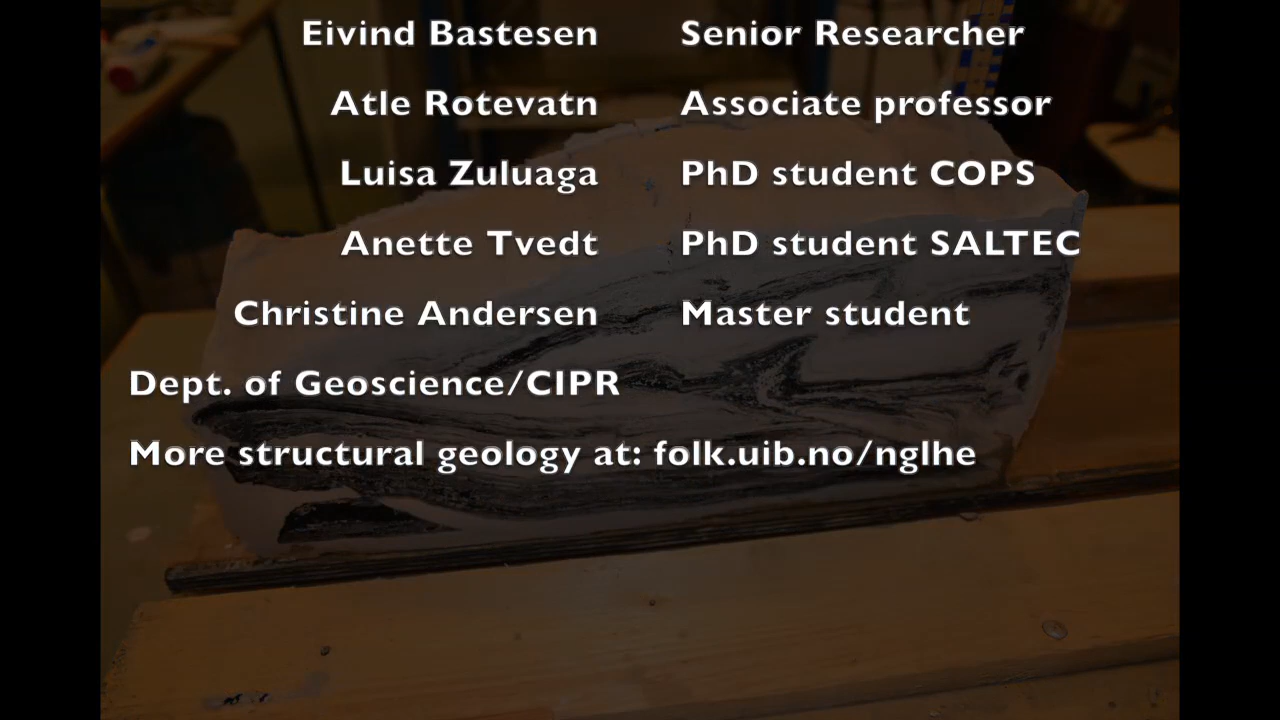 Eivind Bastesen Senior Researcher
Atle Rotevatn Associate professor
Luisa Zuluaga PhD student COPS
Anette Tvedt PhD student SALTEC
Christine Andersen Master student
Dept. of Geoscience/CIPR
More structural geology at: folk.uib.no/nglhe